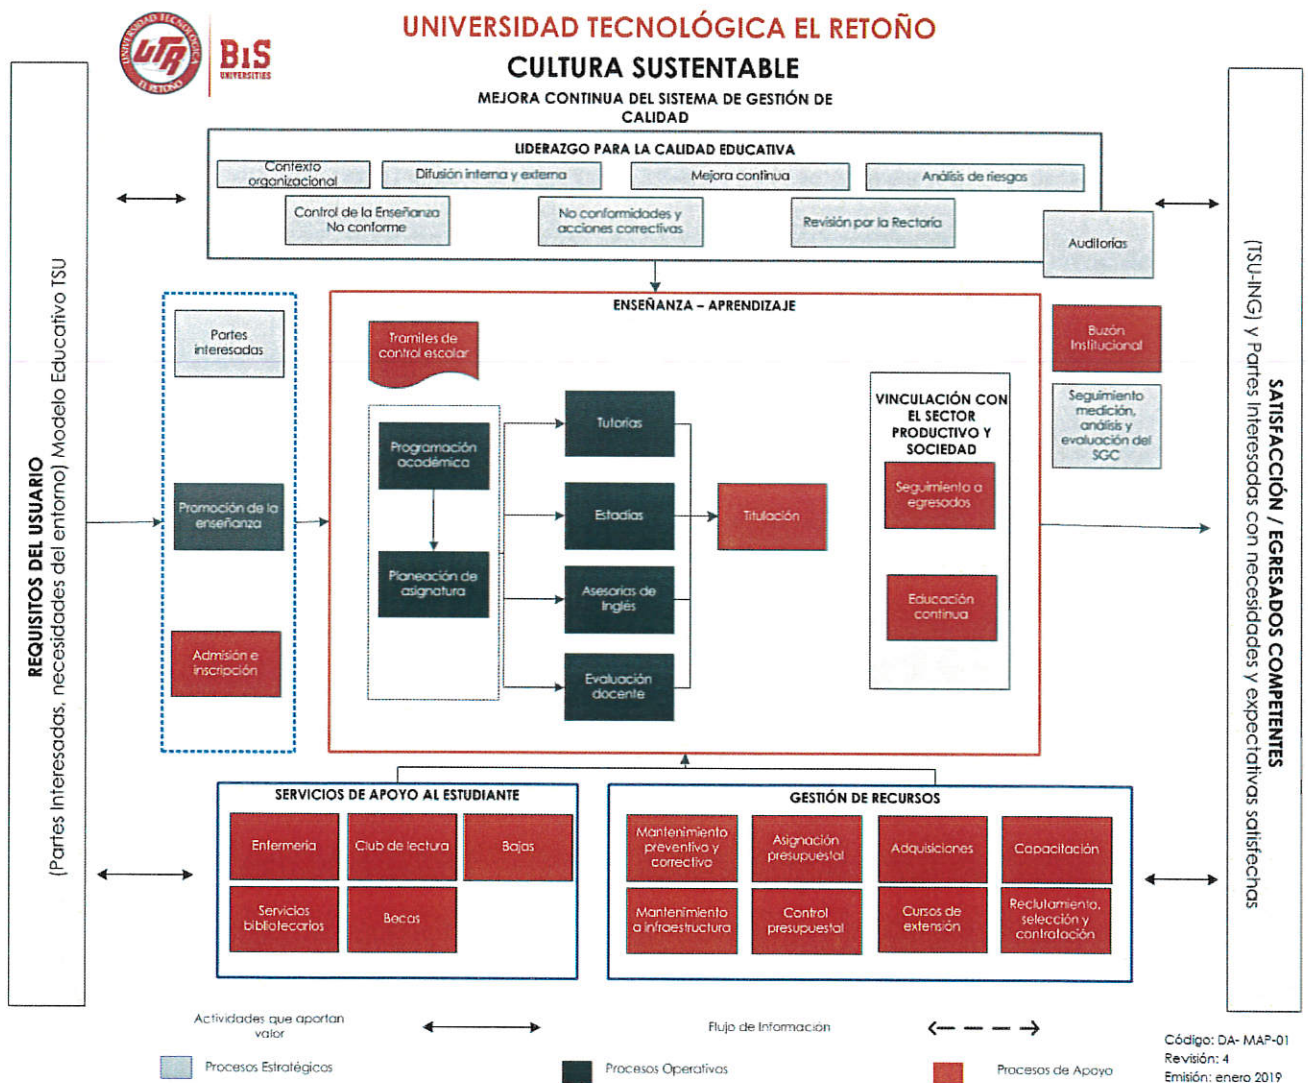 UNIVERSIDAD TECNOLÓGICA EL RETOÑO
UNIVERSIDAD TECNOLÓGICA
UTR
EL RETOÑO
BIS
UNIVERSITIES
CULTURA SUSTENTABLE
MEJORA CONTINUA DEL SISTEMA DE GESTIÓN DE
CALIDAD
LIDERAZGO PARA LA CALIDAD EDUCATIVA
Contexto
organizacional
Difusión interna y externa
Mejora continua
Análisis de riesgos
Control de la Enseñanza
No conforme
No conformidades y
acciones correctivas
Revisión por la Rectoría
Auditorías
REQUISITOS DEL USUARIO
(Partes Interesadas, necesidades del entorno) Modelo Educativo TSU
Partes
interesadas
Promoción de la
enseñanza
Admisión e
inscripción
ENSEÑANZA – APRENDIZAJE
Tramites de
control escolar
Programación
académica
Planeación de
asignatura
Tutorías
Estadías
Asesorías de
Inglés
Evaluación
docente
Titulación
VINCULACIÓN CON
EL SECTOR
PRODUCTIVO Y
SOCIEDAD
Seguimiento a
egresados
Educación
continua
Buzón
Institucional
Seguimiento
medición,
análisis y
evaluación del
SGC
SATISFACCIÓN / EGRESADOS COMPETENTES
(TSU-ING) y Partes Interesadas con necesidades y expectativas satisfechas
SERVICIOS DE APOYO AL ESTUDIANTE
Enfermería
Club de lectura
Bajas
Servicios
bibliotecarios
Becas
GESTIÓN DE RECURSOS
Mantenimiento
preventivo y
correctivo
Asignación
presupuestal
Adquisiciones
Capacitación
Mantenimiento
a infraestructura
Control
presupuestal
Cursos de
extensión
Reclutamiento,
selección y
contratación
Actividades que aportan
valor
Flujo de Información
Procesos Estratégicos
Procesos Operativos
Procesos de Apoyo
Código: DA- MAP-01
Revisión: 4
Emisión: enero 2019